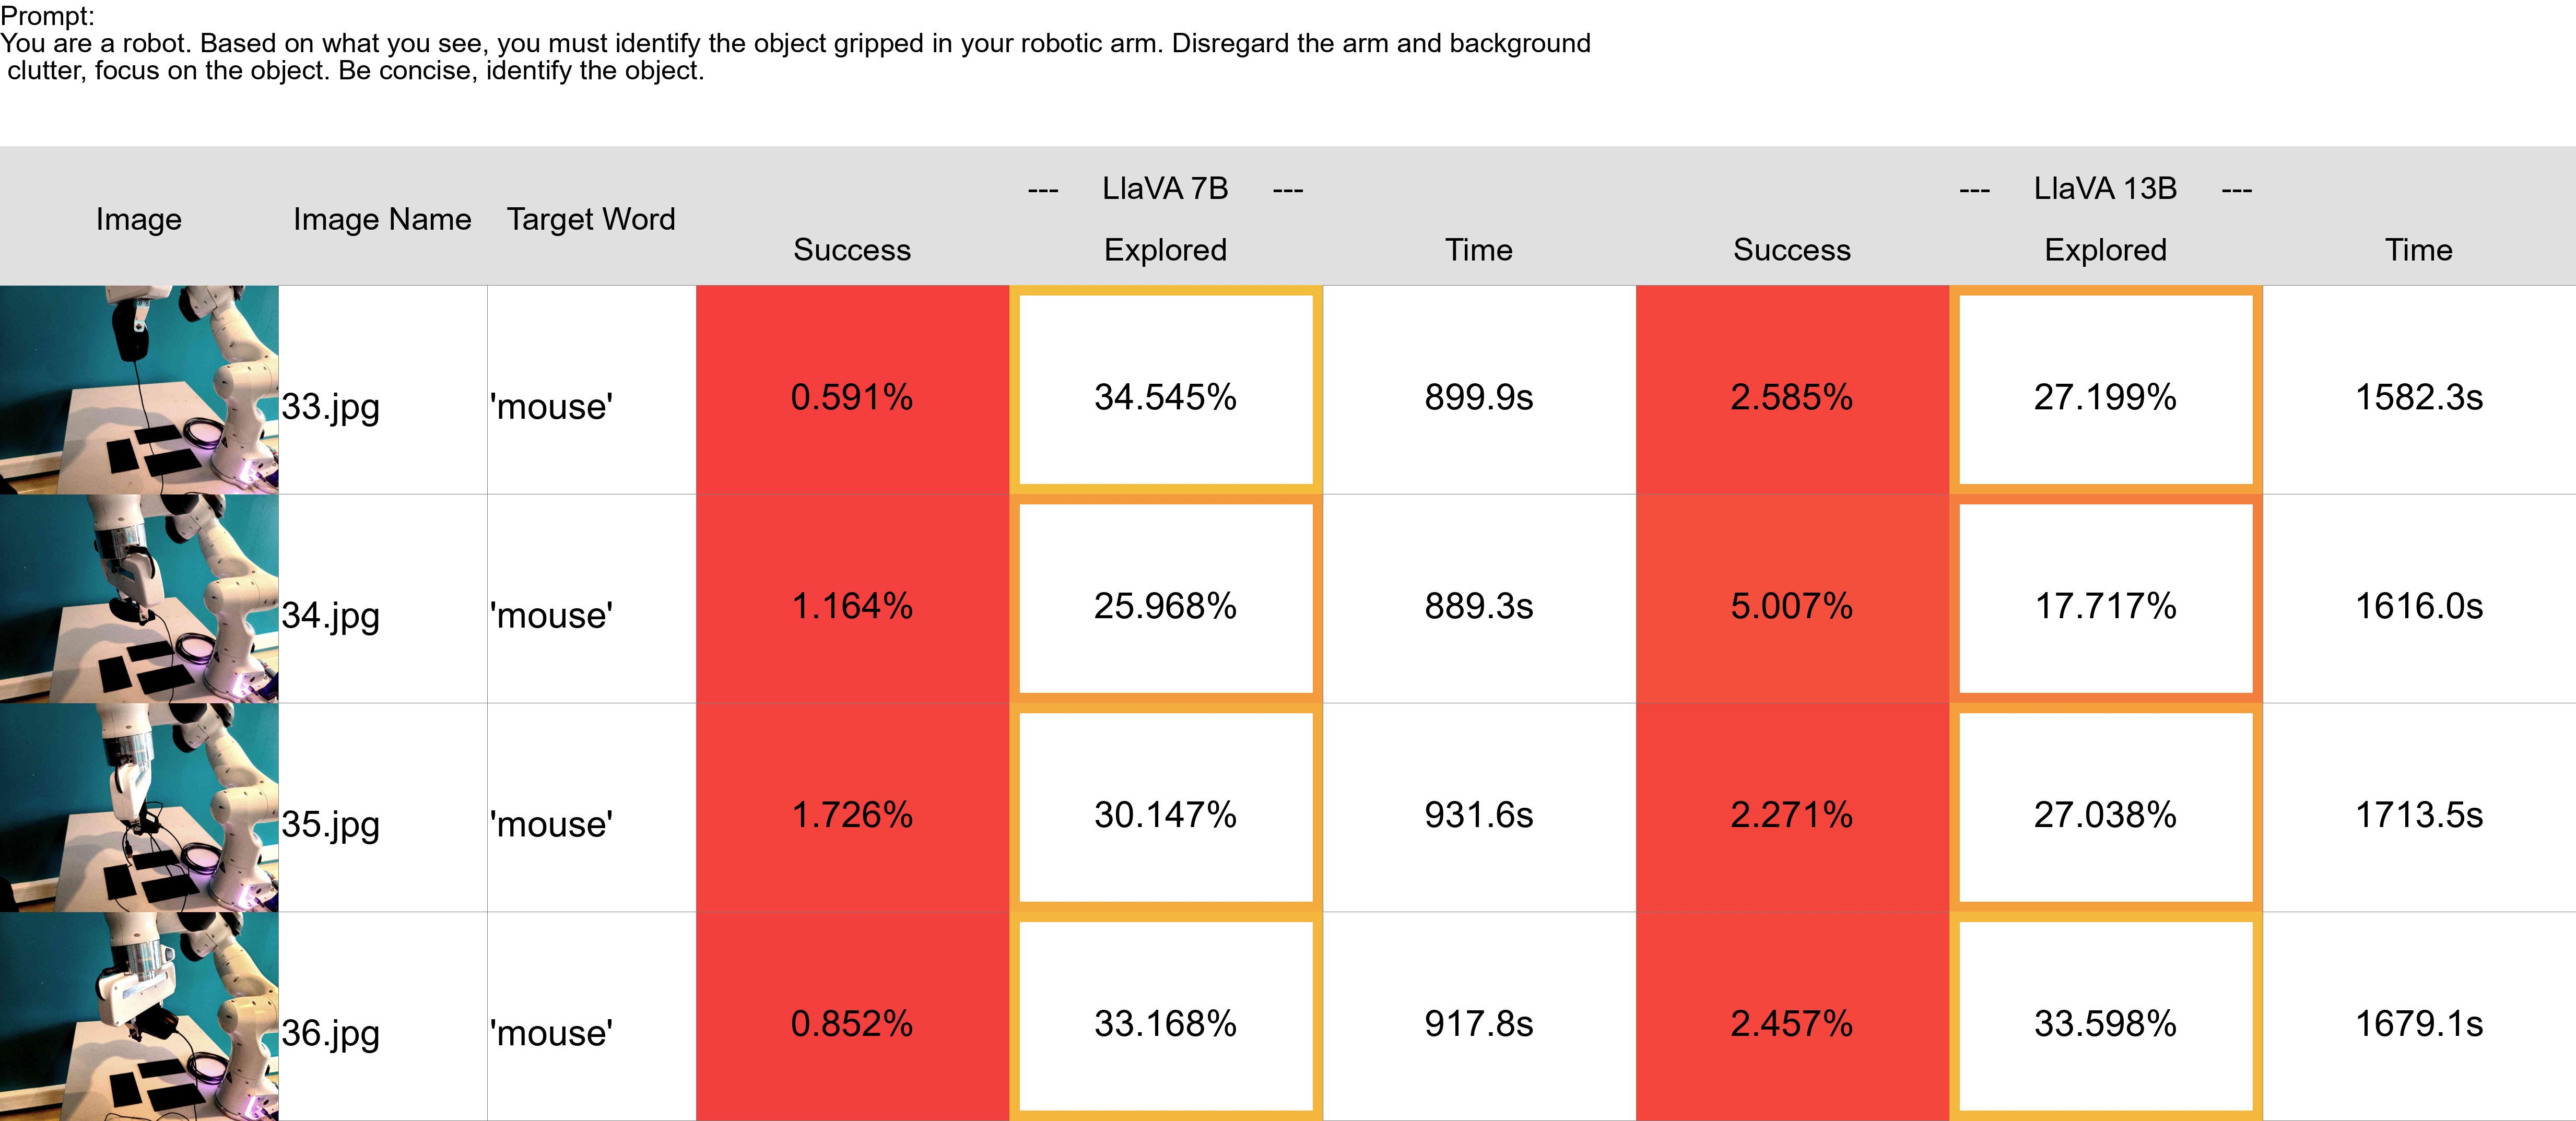 Prompt:
You are a robot. Based on what you see, you must identify the object gripped in your robotic arm. Disregard the arm and background
clutter, focus on the object. Be concise, identify the object.
--- LlaVA 7B --- --- LlaVA 13B ---
Image Image Name Target Word
Success Explored Time Success Explored Time
33.jpg 'mouse' 0.591% 34.545% 899.9s 2.585% 27.199% 1582.3s
34.jpg 'mouse' 1.164% 25.968% 889.3s 5.007% 17.717% 1616.0s
35.jpg 'mouse' 1.726% 30.147% 931.6s 2.271% 27.038% 1713.5s
36.jpg 'mouse' 0.852% 33.168% 917.8s 2.457% 33.598% 1679.1s